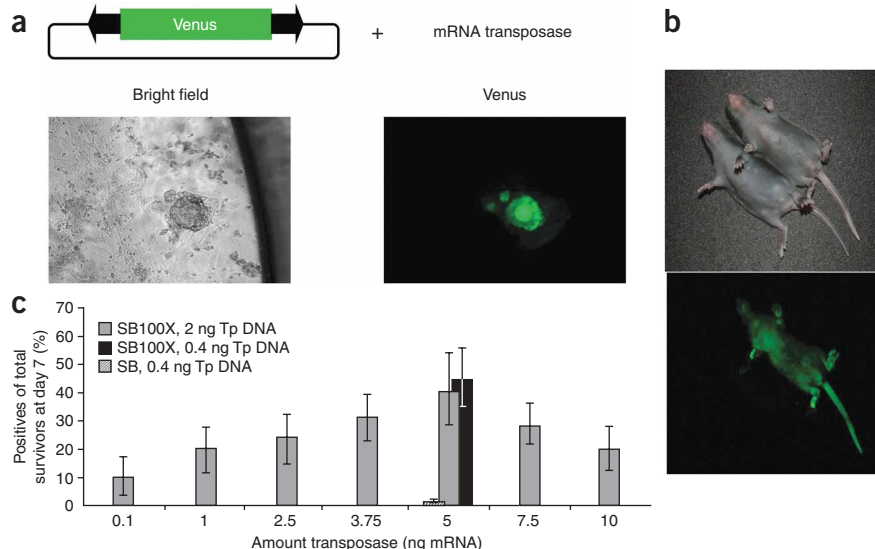 a
Venus
+ mRNA transposase
Bright field
Venus
b
c
Positives of total
survivors at day 7 (%)
70
60
50
40
30
20
10
0
SB100X, 2 ng Tp DNA
SB100X, 0.4 ng Tp DNA
SB, 0.4 ng Tp DNA
0.1 1 2.5 3.75 5 7.5 10
Amount transposase (ng mRNA)